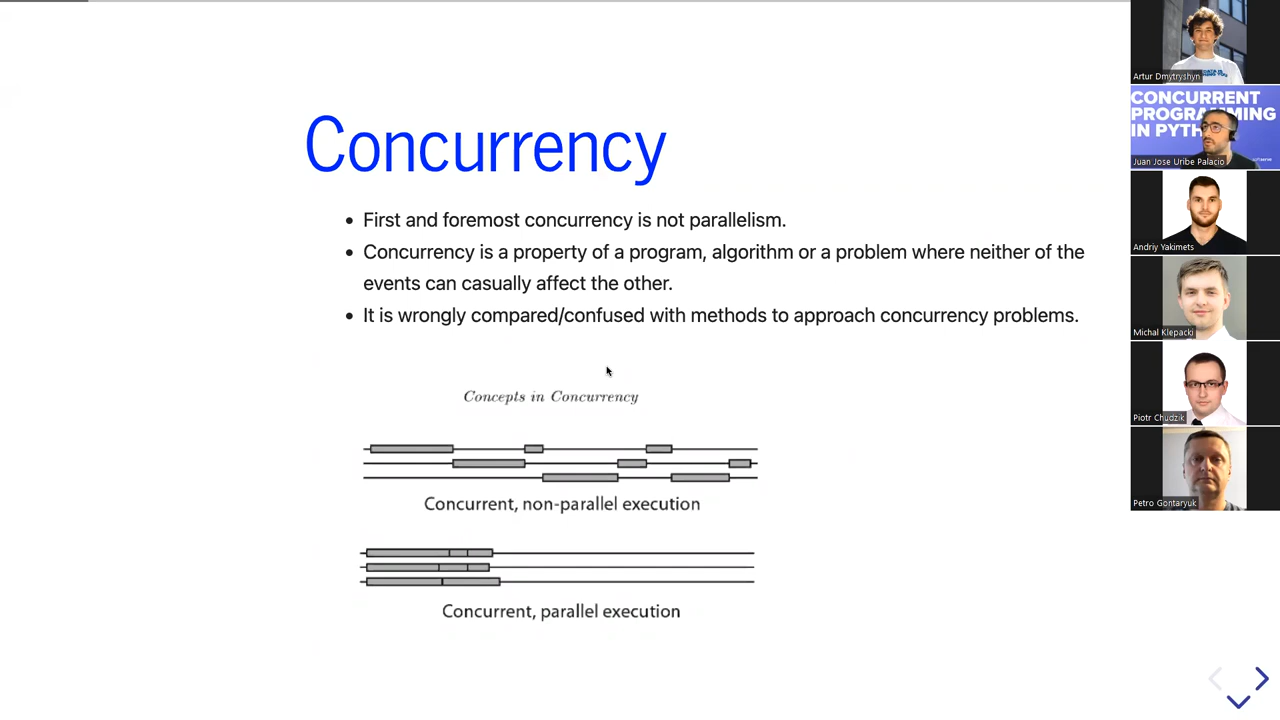 Concurrency
• First and foremost concurrency is not parallelism.
• Concurrency is a property of a program, algorithm or a problem where neither of the
events can casually affect the other.
• It is wrongly compared/confused with methods to approach concurrency problems.
Concepts in Concurrency
Concurrent, non-parallel execution
Concurrent, parallel execution
Artur Dmytryshyn
CONCURRENT
PROGRAMMING
IN PYTH
Juan Jose Uribe Palacio
Andriy Yakimets
Michal Klepacki
Piotr Chudzik
Petro Gontaryuk